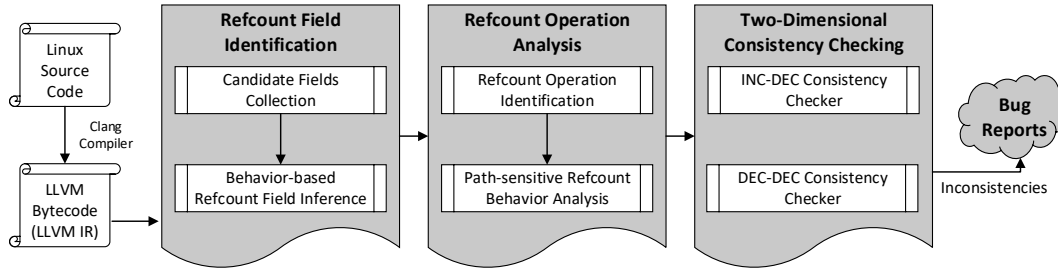 Linux
Source
Code
Clang
Compiler
LLVM
Bytecode
(LLVM IR)
Refcount Field
Identification
Candidate Fields
Collection
Behavior-based
Refcount Field Inference
Refcount Operation
Analysis
Refcount Operation
Identification
Path-sensitive Refcount
Behavior Analysis
Two-Dimensional
Consistency Checking
INC-DEC Consistency
Checker
DEC-DEC Consistency
Checker
Inconsistencies
Bug
Reports